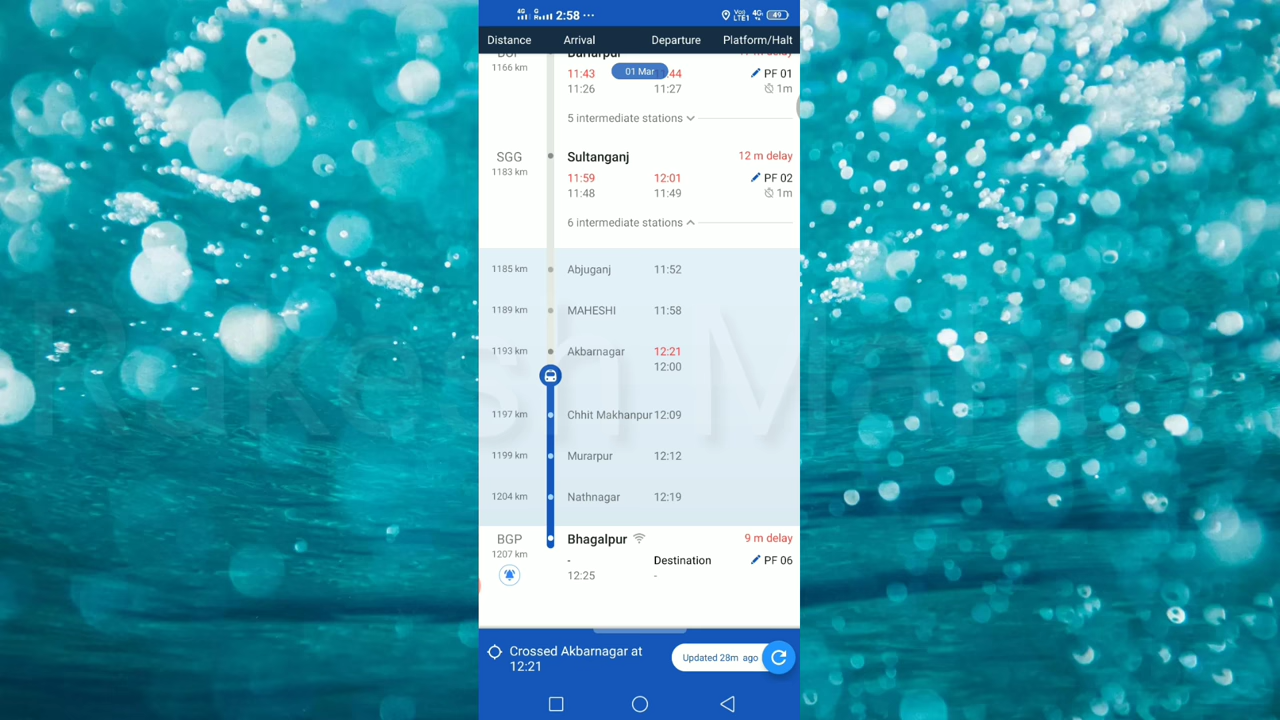 4G G R 2:58 ••• Vo) LTE1 4G 49
Distance Arrival Departure Platform/Halt
1166 km
11:43 01 Mar :44 PF 01
11:26 11:27 1m
5 intermediate stations
SGG Sultanganj 12 m delay
1183 km 11:59 12:01 PF 02
11:48 11:49 1m
6 intermediate stations
1185 km Abjuganj 11:52
1189 km MAHESHI 11:58
1193 km Akbarnagar 12:21
12:00
1197 km Chhit Makhanpur 12:09
1199 km Murarpur 12:12
1204 km Nathnagar 12:19
BGP Bhagalpur 9 m delay
1207 km - Destination PF 06
12:25 -
Crossed Akbarnagar at
12:21
Updated 28m ago